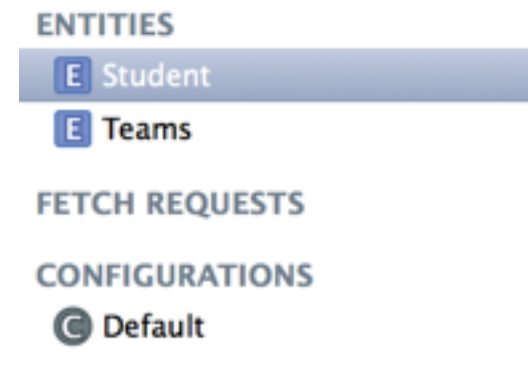 ENTITIES
E Student
E Teams
FETCH REQUESTS
CONFIGURATIONS
C Default